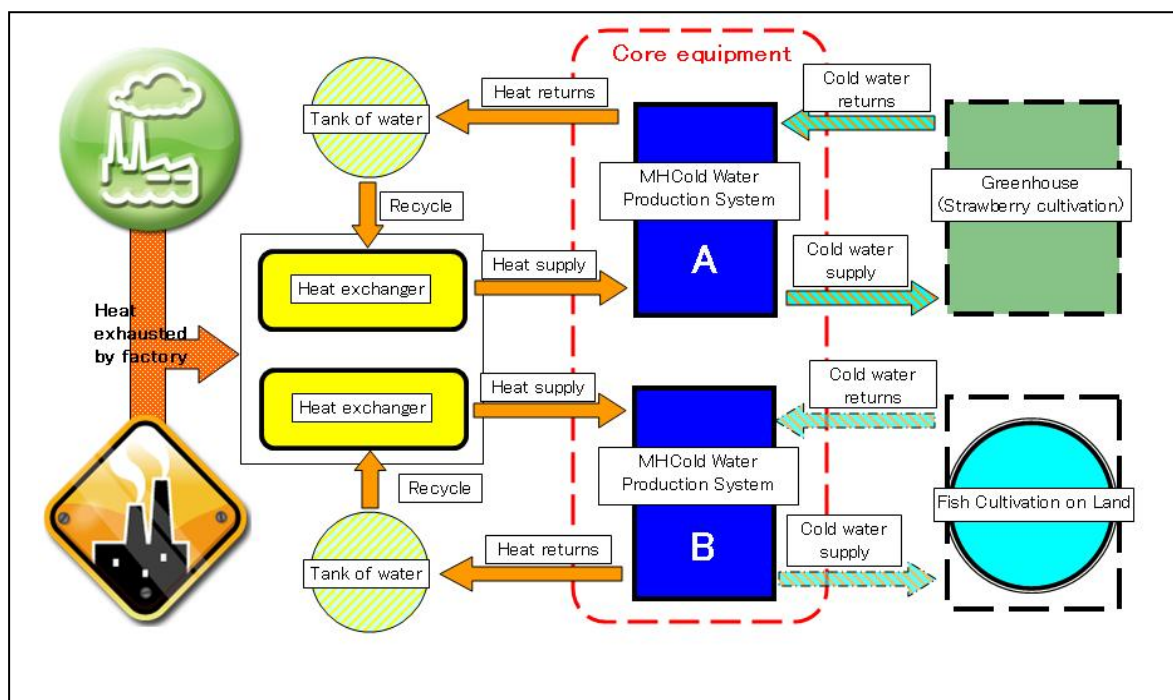 Core equipment
Heat returns
Cold water
returns
Tank of water
MHCold Water
Production System
Greenhouse
(Strawberry cultivation)
Recycle
Heat supply
A
Cold water
supply
Heat exchanger
Heat
exhausted
by factory
Heat supply
Cold water
returns
Heat exchanger
MHCold Water
Production System
Recycle
Fish Cultivation on Land
Heat returns
B
Cold water
supply
Tank of water